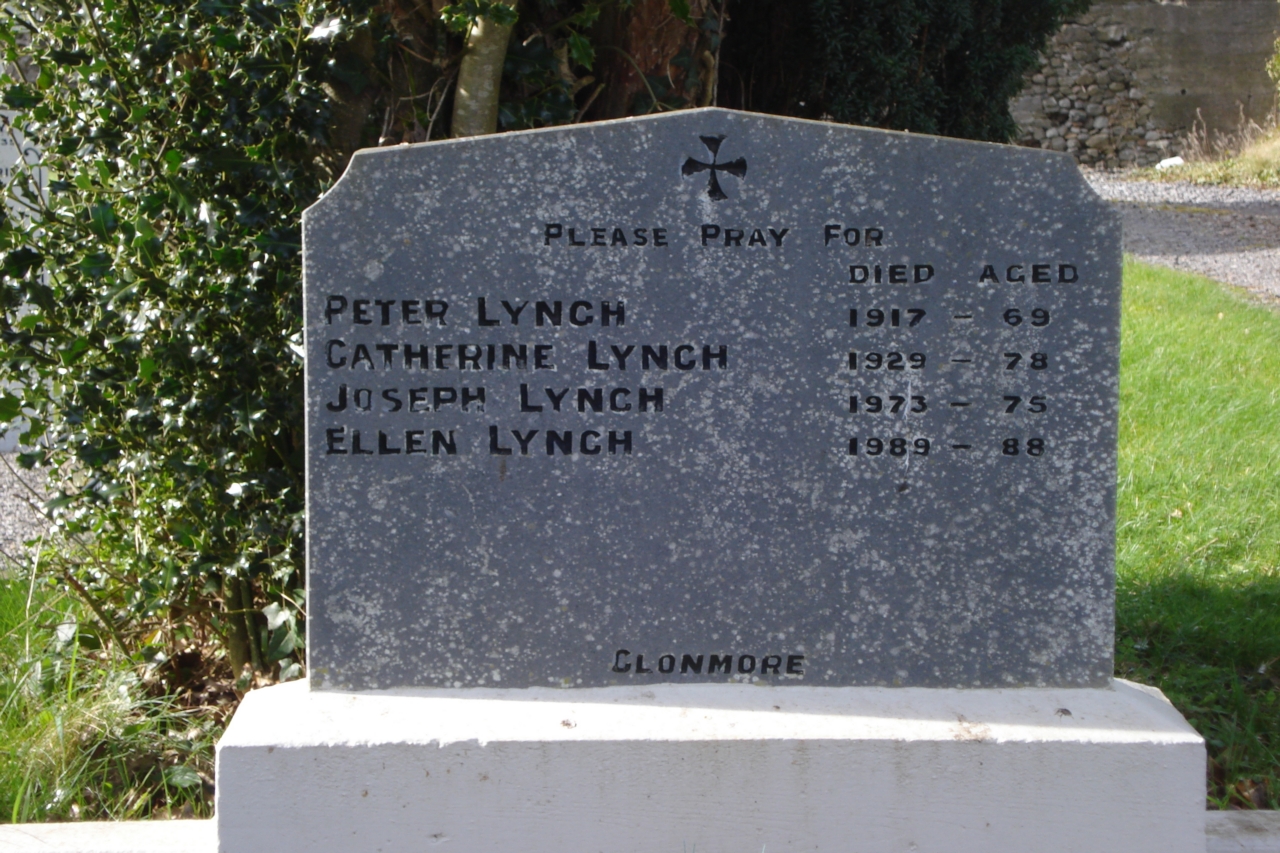 PLEASE PRAY FOR
DIED AGED
PETER LYNCH 1917 - 69
CATHERINE LYNCH 1929 - 78
JOSEPH LYNCH 1973 - 75
ELLEN LYNCH 1989 - 88
CLONMORE